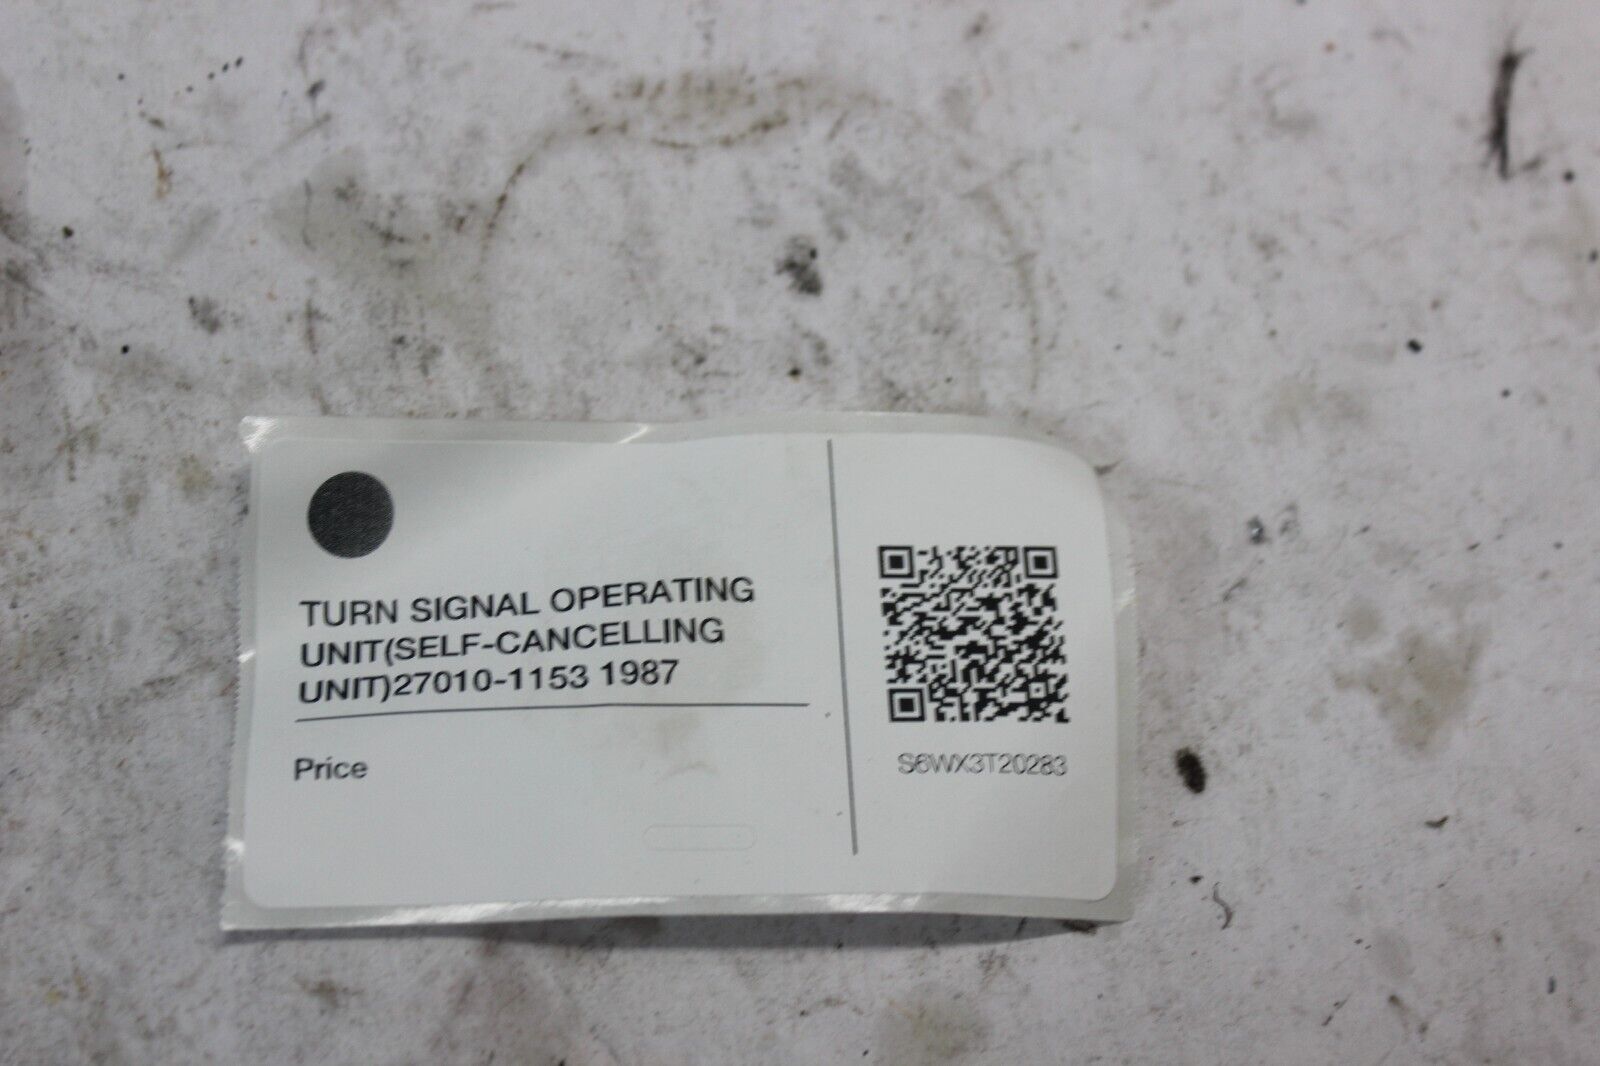 TURN SIGNAL OPERATING
UNIT(SELF-CANCELLING
UNIT)27010-1153 1987
Price
S6WX3T20283